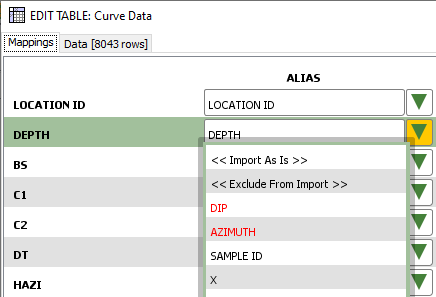 EDIT TABLE: Curve Data
Mappings Data [8043 rows]
ALIAS
LOCATION ID LOCATION ID
DEPTH DEPTH
BS << Import As Is >>
C1 << Exclude From Import >>
DIP
C2 AZIMUTH
DT SAMPLE ID
HAZI X